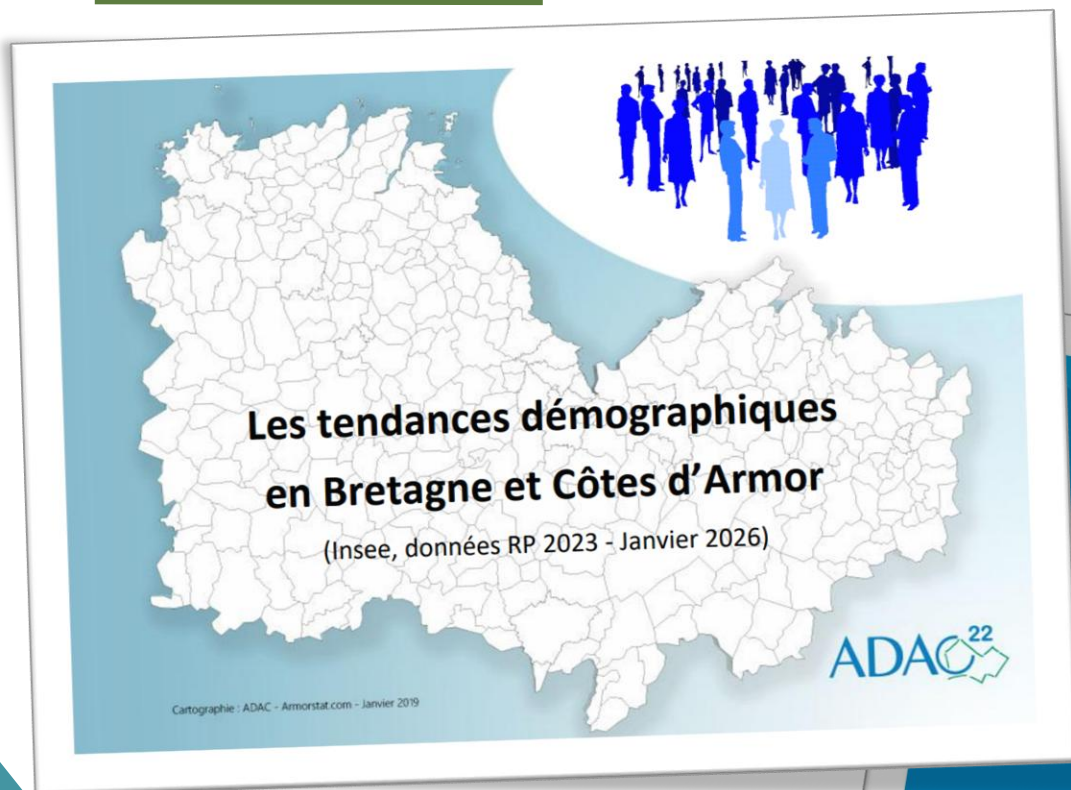 Les tendances démographiques
en Bretagne et Côtes d'Armor
(Insee, données RP 2023 - Janvier 2026)
ADAC 22
Cartographie : ADAC - Armorstat.com - Janvier 2019